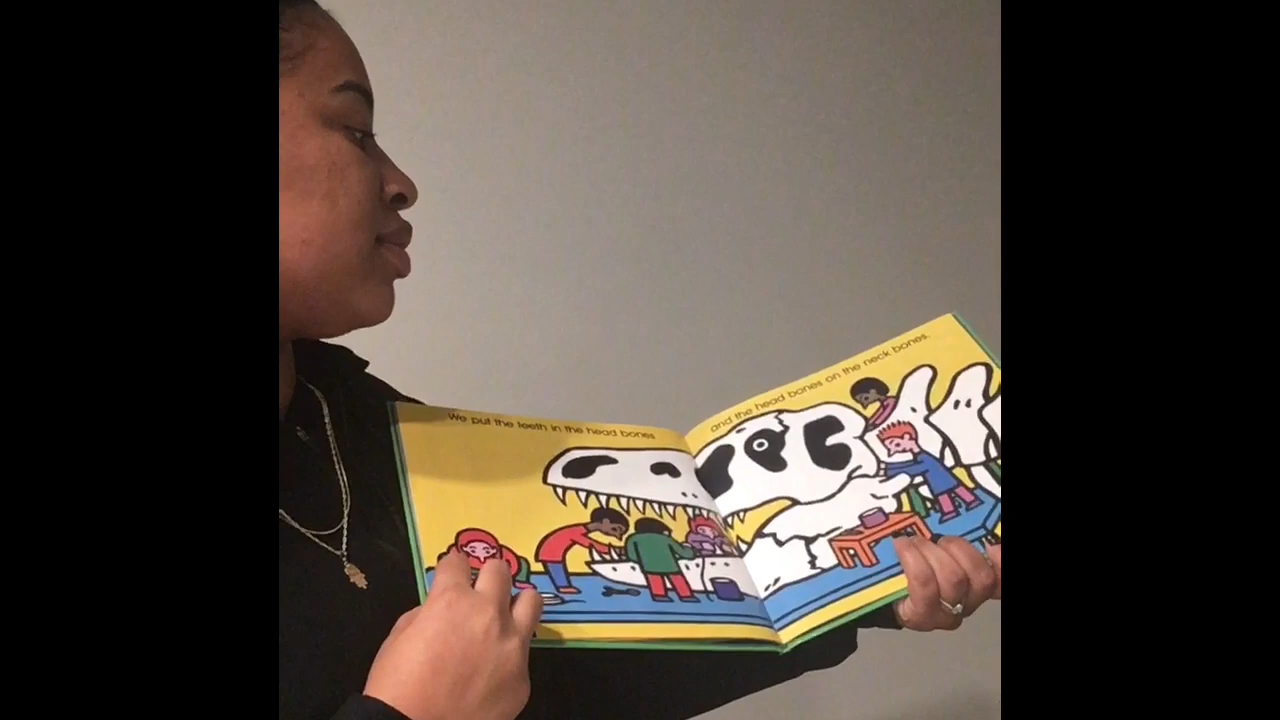 We put the teeth in the head bones
and the head bones on the neck bones.